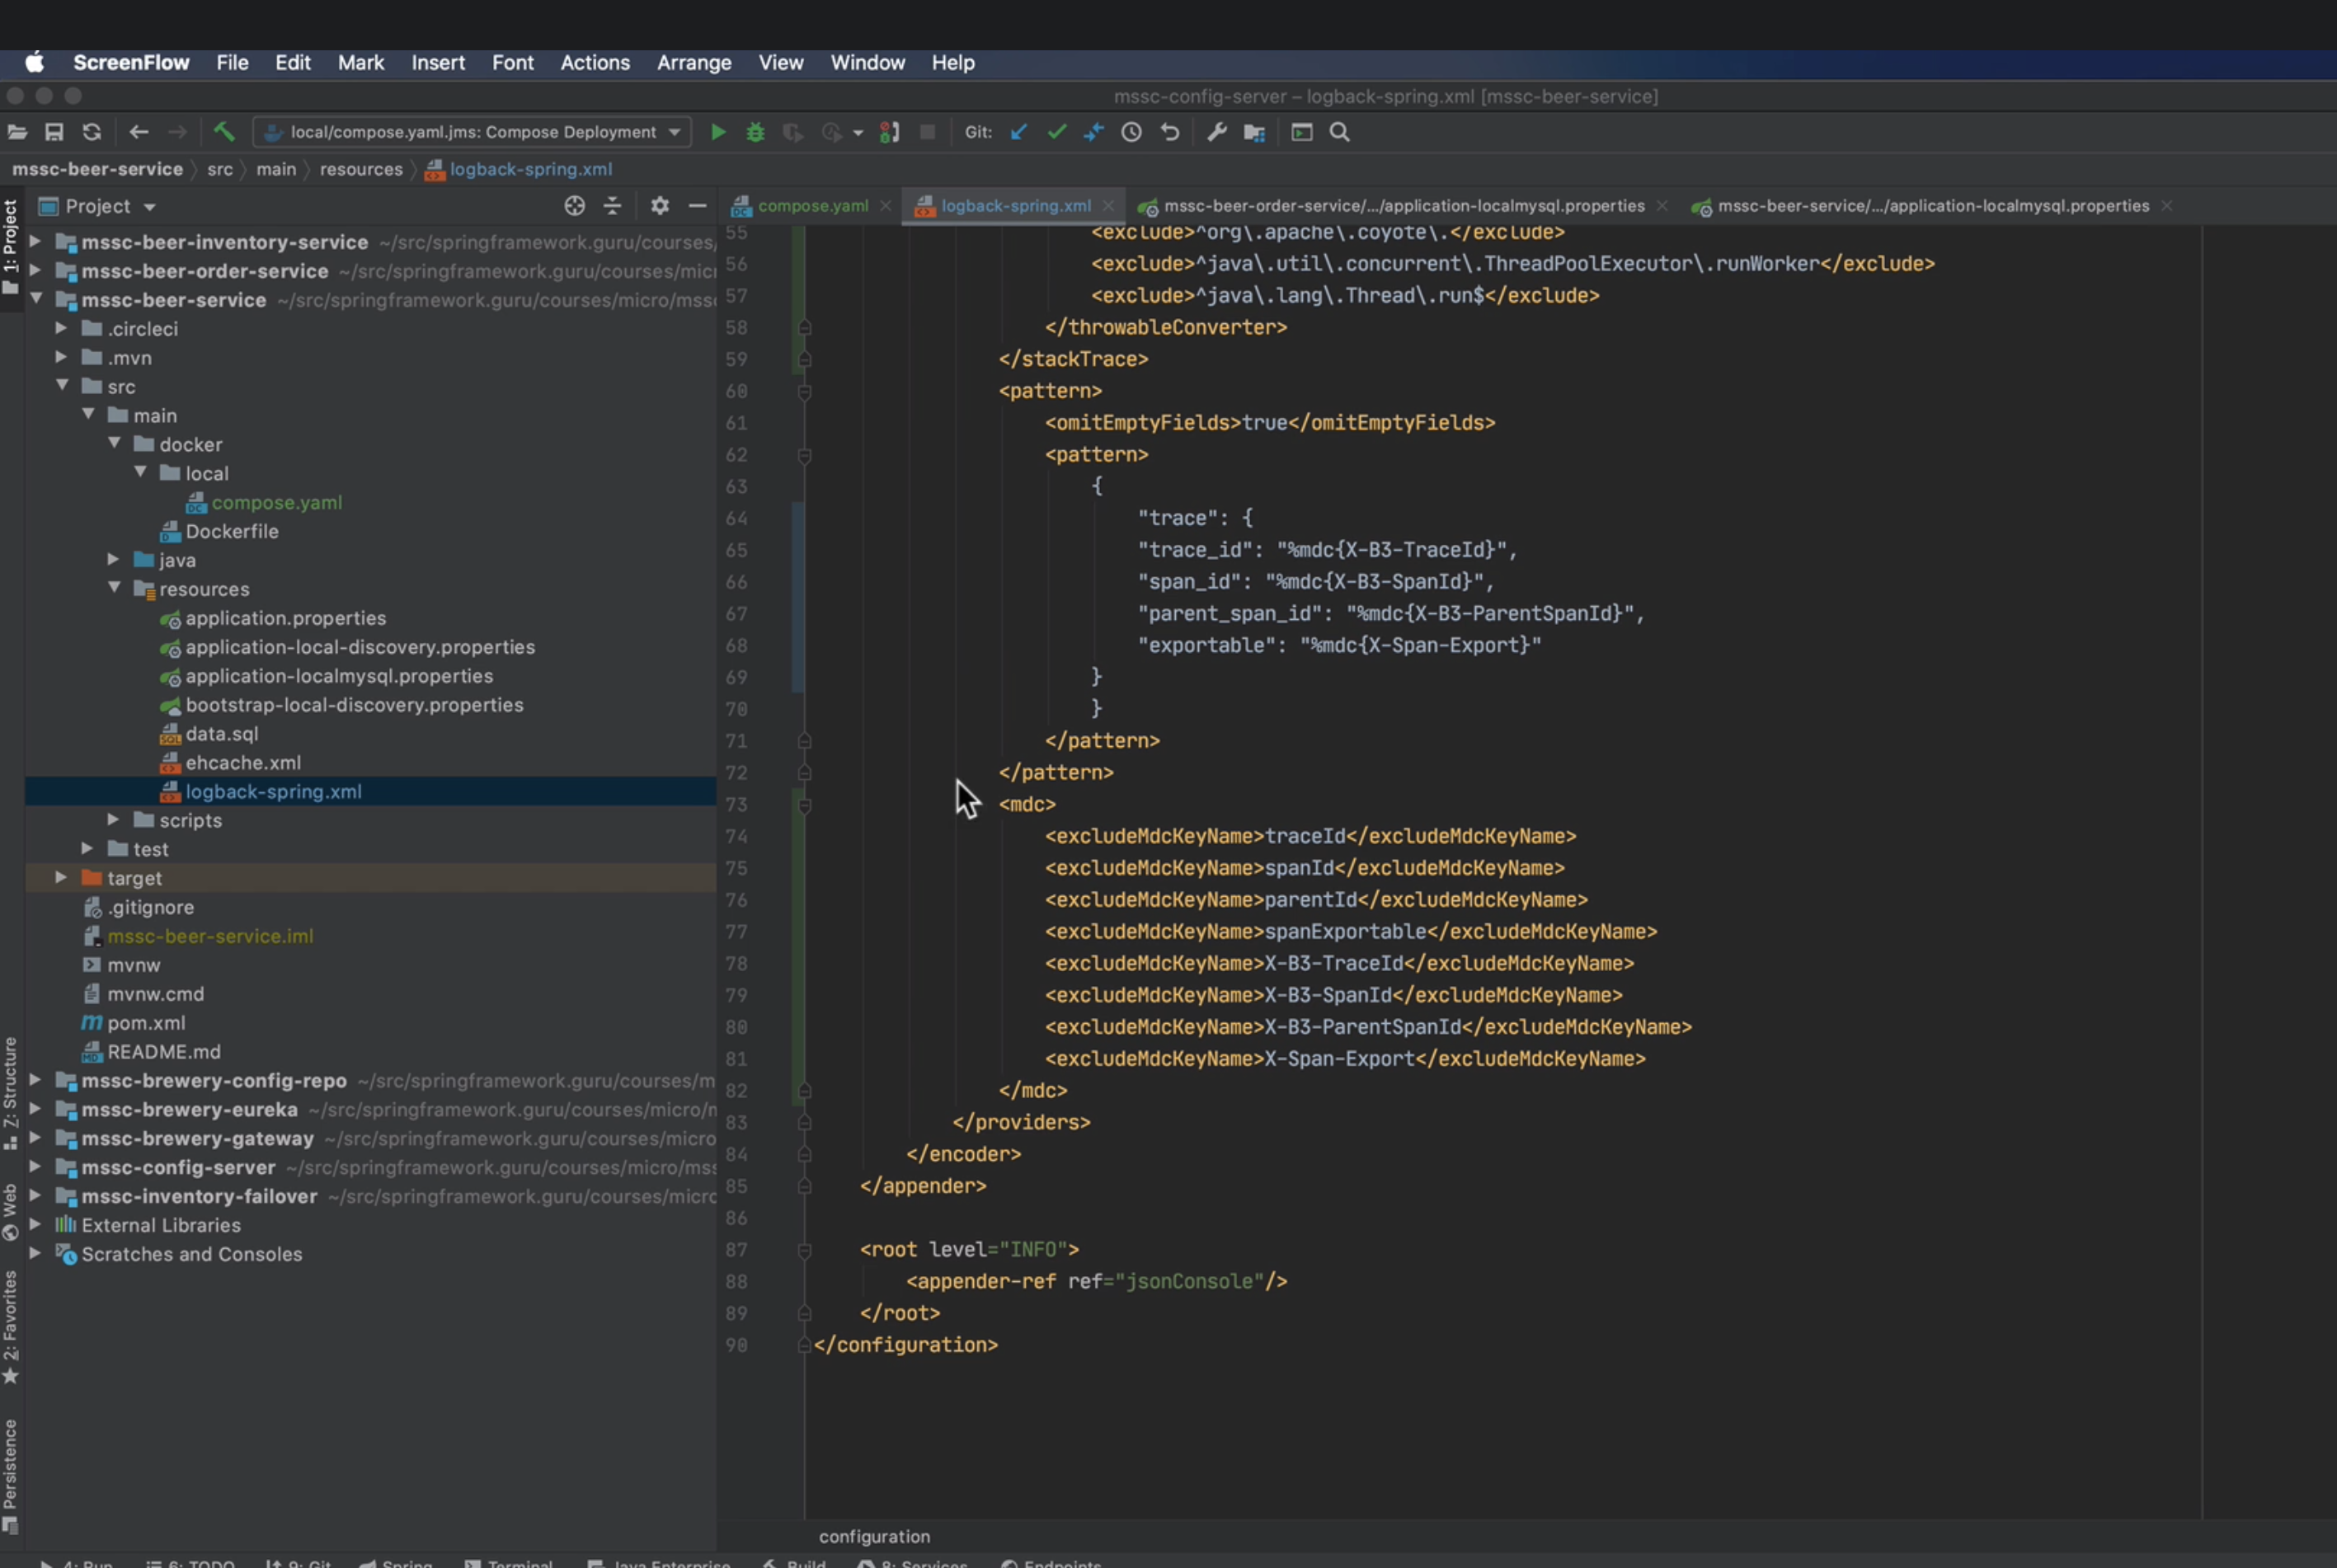 ScreenFlow File Edit Mark Insert Font Actions Arrange View Window Help
mssc-config-server – logback-spring.xml [mssc-beer-service]
local/compose.yaml.jms: Compose Deployment Git:
mssc-beer-service src main resources logback-spring.xml
1: Project
Z: Structure
Web
2: Favorites
Persistence
Project
mssc-beer-inventory-service ~/src/springframework.guru/courses/
mssc-beer-order-service ~/src/springframework.guru/courses/micr
mssc-beer-service ~/src/springframework.guru/courses/micro/mssc
.circleci
.mvn
src
main
docker
local
compose.yaml
Dockerfile
java
resources
application.properties
application-local-discovery.properties
application-localmysql.properties
bootstrap-local-discovery.properties
data.sql
ehcache.xml
logback-spring.xml
scripts
test
target
.gitignore
mssc-beer-service.iml
mvnw
mvnw.cmd
pom.xml
README.md
mssc-brewery-config-repo ~/src/springframework.guru/courses/m
mssc-brewery-eureka ~/src/springframework.guru/courses/micro/m
mssc-brewery-gateway ~/src/springframework.guru/courses/micro
mssc-config-server ~/src/springframework.guru/courses/micro/mss
mssc-inventory-failover ~/src/springframework.guru/courses/micro
External Libraries
Scratches and Consoles
compose.yaml logback-spring.xml mssc-beer-order-service/.../application-localmysql.properties mssc-beer-service/.../application-localmysql.properties
55 <exclude>^org\.apache\.coyote\.</exclude>
56 <exclude>^java\.util\.concurrent\.ThreadPoolExecutor\.runWorker</exclude>
57 <exclude>^java\.lang\.Thread\.run$</exclude>
58 </throwableConverter>
59 </stackTrace>
60 <pattern>
61 <omitEmptyFields>true</omitEmptyFields>
62 <pattern>
63 {
64 "trace": {
65 "trace_id": "%mdc{X-B3-TraceId}",
66 "span_id": "%mdc{X-B3-SpanId}",
67 "parent_span_id": "%mdc{X-B3-ParentSpanId}",
68 "exportable": "%mdc{X-Span-Export}"
69 }
70 }
71 </pattern>
72 </pattern>
73 <mdc>
74 <excludeMdcKeyName>traceId</excludeMdcKeyName>
75 <excludeMdcKeyName>spanId</excludeMdcKeyName>
76 <excludeMdcKeyName>parentId</excludeMdcKeyName>
77 <excludeMdcKeyName>spanExportable</excludeMdcKeyName>
78 <excludeMdcKeyName>X-B3-TraceId</excludeMdcKeyName>
79 <excludeMdcKeyName>X-B3-SpanId</excludeMdcKeyName>
80 <excludeMdcKeyName>X-B3-ParentSpanId</excludeMdcKeyName>
81 <excludeMdcKeyName>X-Span-Export</excludeMdcKeyName>
82 </mdc>
83 </providers>
84 </encoder>
85 </appender>
86
87 <root level="INFO">
88 <appender-ref ref="jsonConsole"/>
89 </root>
90 </configuration>
configuration
4: Run 6: TODO 9: Git Spring Terminal Java Enterprise Build 8: Services Endpoints